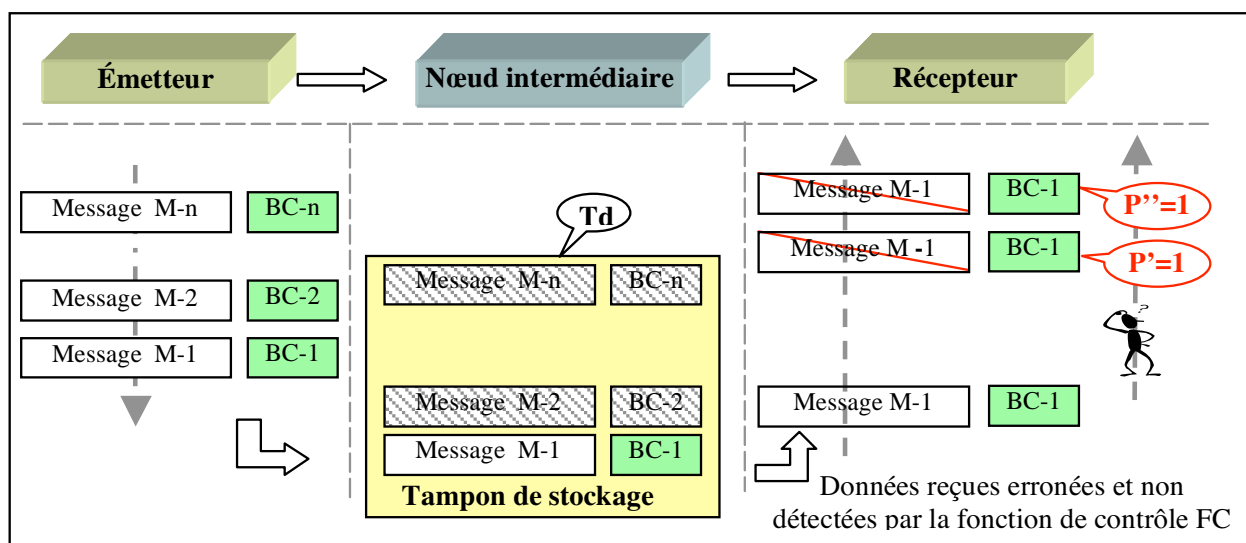 Émetteur
Nœud intermédiaire
Récepteur
Message M-n
BC-n
Message M-2
BC-2
Message M-1
BC-1
Td
Message M-n
BC-n
Message M-2
BC-2
Message M-1
BC-1
Tampon de stockage
Message M-1
BC-1
P''=1
Message M -1
BC-1
P'=1
?
Message M-1
BC-1
Données reçues erronées et non
détectées par la fonction de contrôle FC